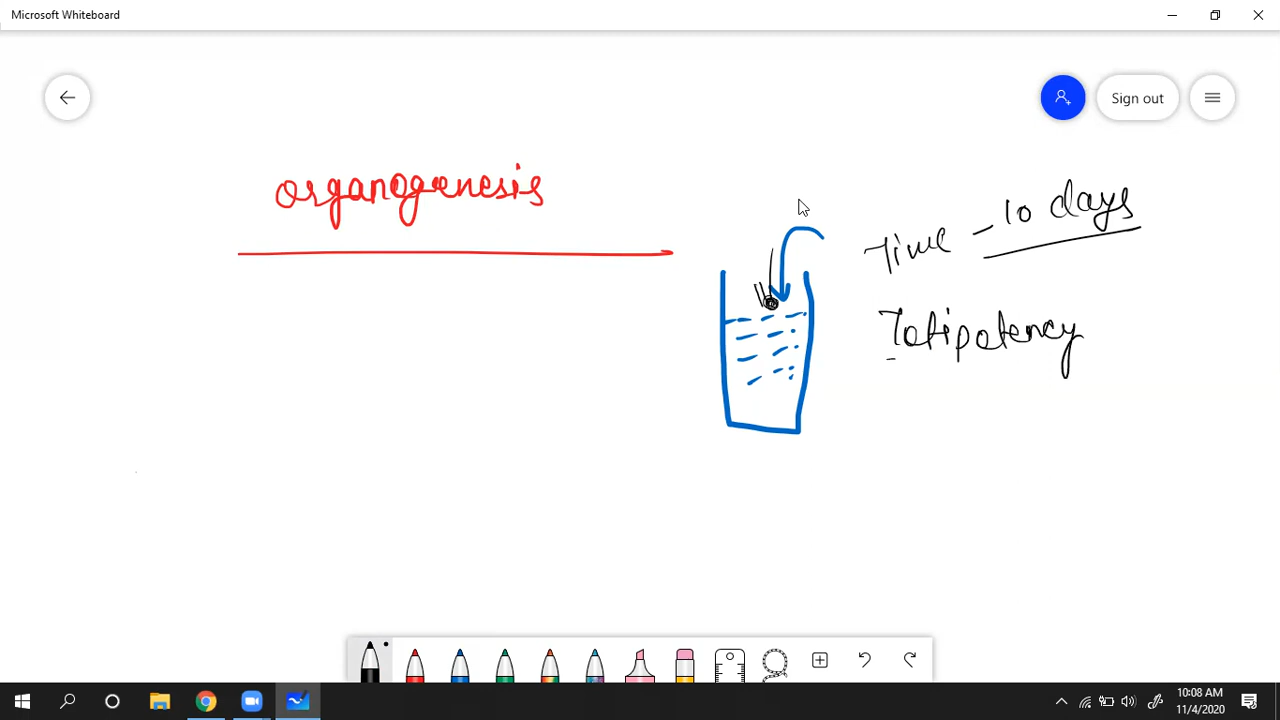 Microsoft Whiteboard
Sign out
organogenesis
Time - 10 days
Totipotency
10:08 AM
11/4/2020